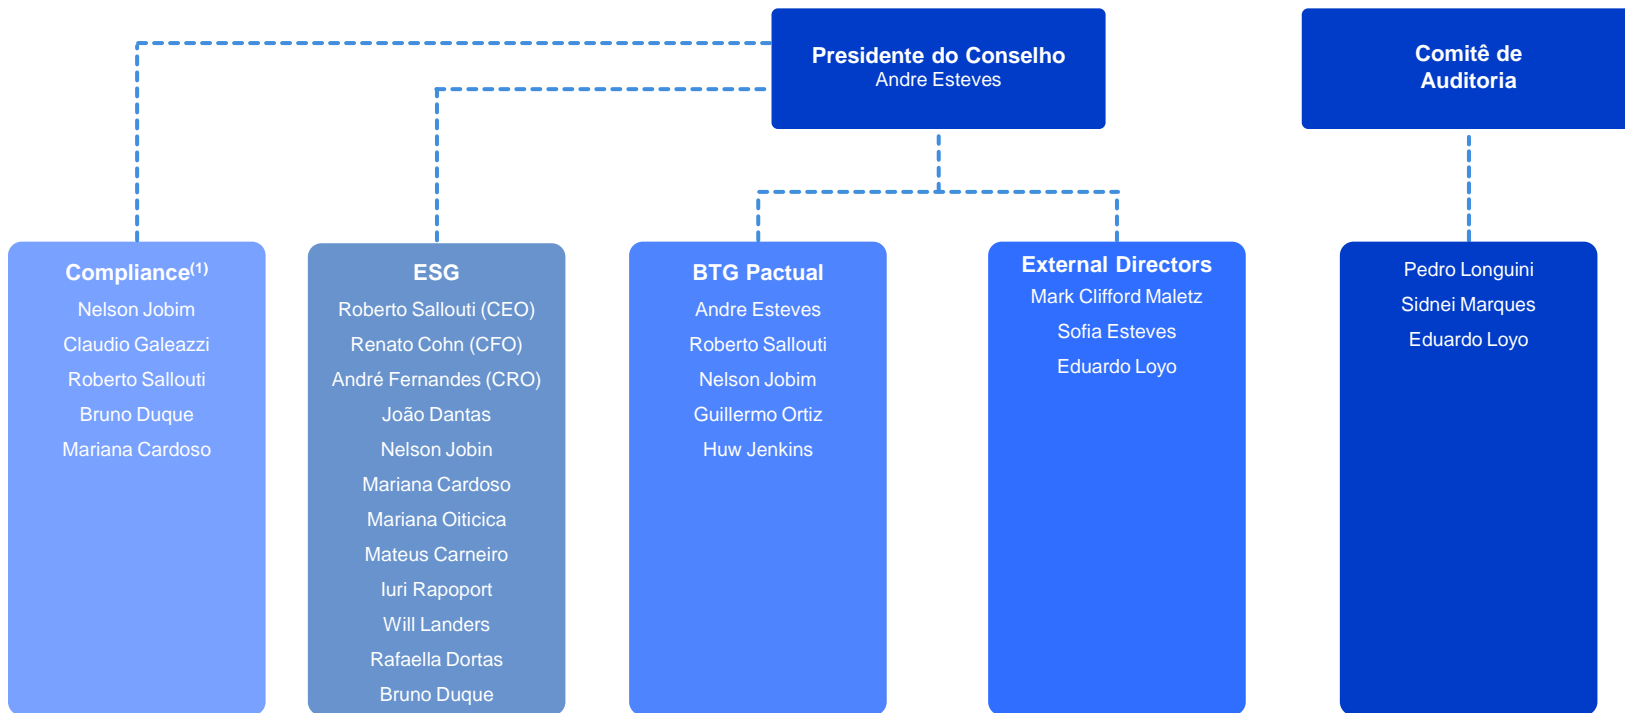 Presidente do Conselho
Andre Esteves
Comitê de
Auditoria
Compliance(1)
Nelson Jobim
Claudio Galeazzi
Roberto Sallouti
Bruno Duque
Mariana Cardoso
ESG
Roberto Sallouti (CEO)
Renato Cohn (CFO)
André Fernandes (CRO)
João Dantas
Nelson Jobin
Mariana Cardoso
Mariana Oiticica
Mateus Carneiro
Iuri Rapoport
Will Landers
Rafaella Dortas
Bruno Duque
BTG Pactual
Andre Esteves
Roberto Sallouti
Nelson Jobim
Guillermo Ortiz
Huw Jenkins
External Directors
Mark Clifford Maletz
Sofia Esteves
Eduardo Loyo
Pedro Longuini
Sidnei Marques
Eduardo Loyo